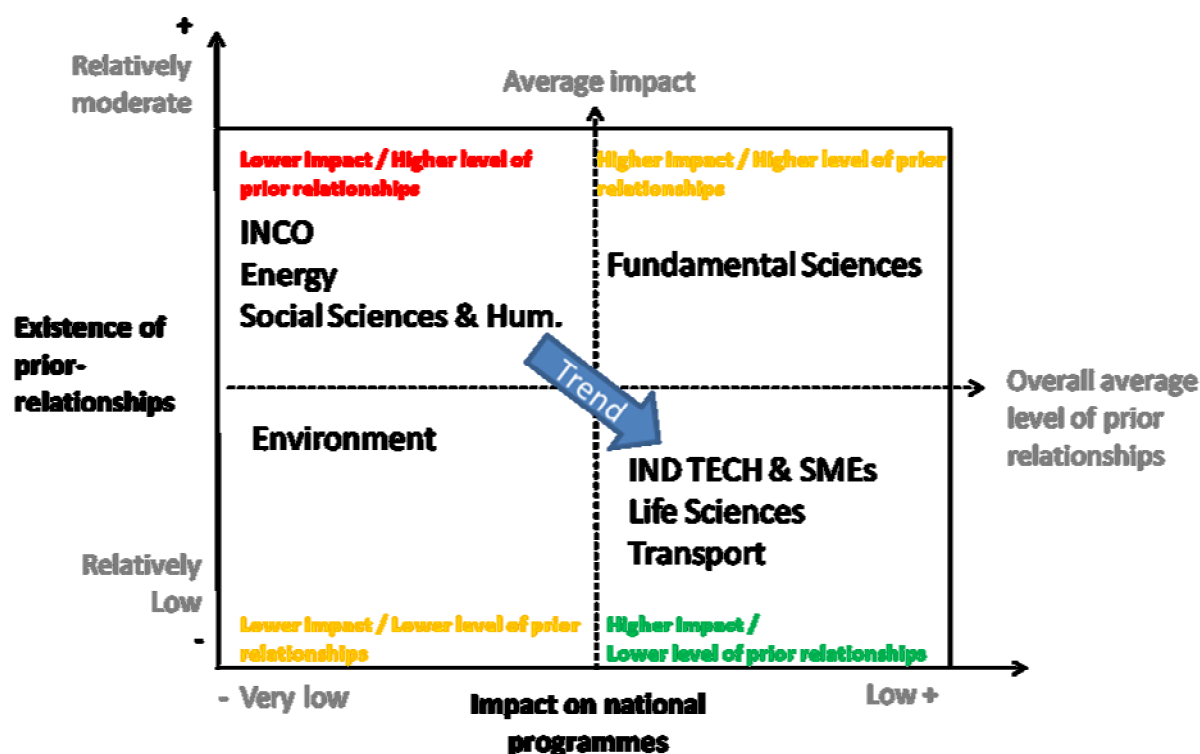 +
Relatively
moderate
Average impact
Lower Impact / Higher level of
prior relationships
Higher Impact / Higher level of prior
relationships
INCO
Energy
Social Sciences & Hum.
Fundamental Sciences
Existence of
prior-
relationships
Trend
Overall average
level of prior
relationships
Environment
IND TECH & SMEs
Life Sciences
Transport
Relatively
Low
-
Lower Impact / Lower level of prior
relationships
Higher Impact /
Lower level of prior relationships
- Very low
Impact on national
programmes
Low +